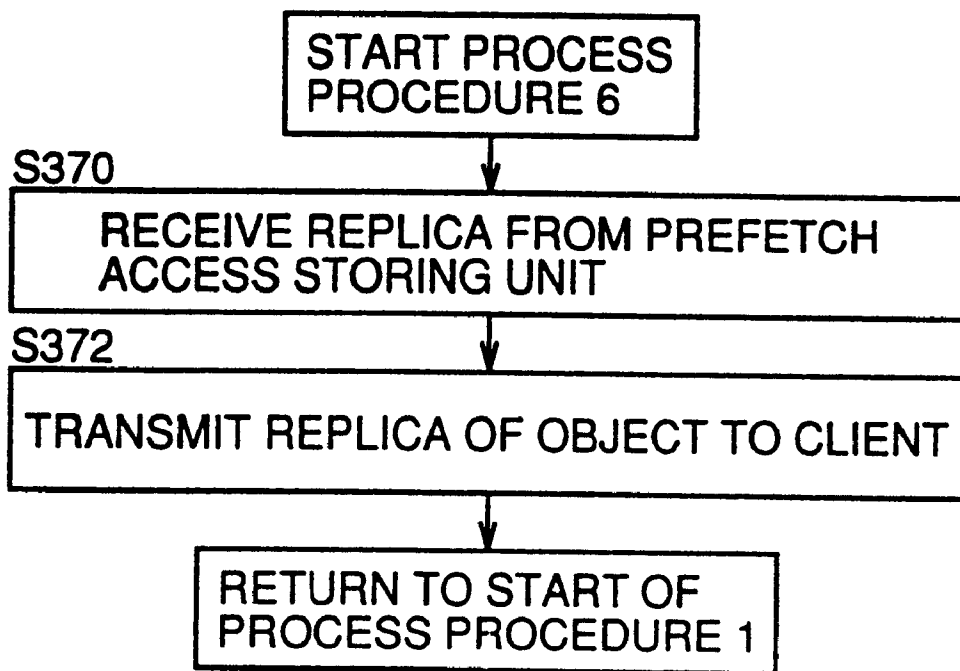 START PROCESS
PROCEDURE 6
S370
RECEIVE REPLICA FROM PREFETCH
ACCESS STORING UNIT
S372
TRANSMIT REPLICA OF OBJECT TO CLIENT
RETURN TO START OF
PROCESS PROCEDURE 1